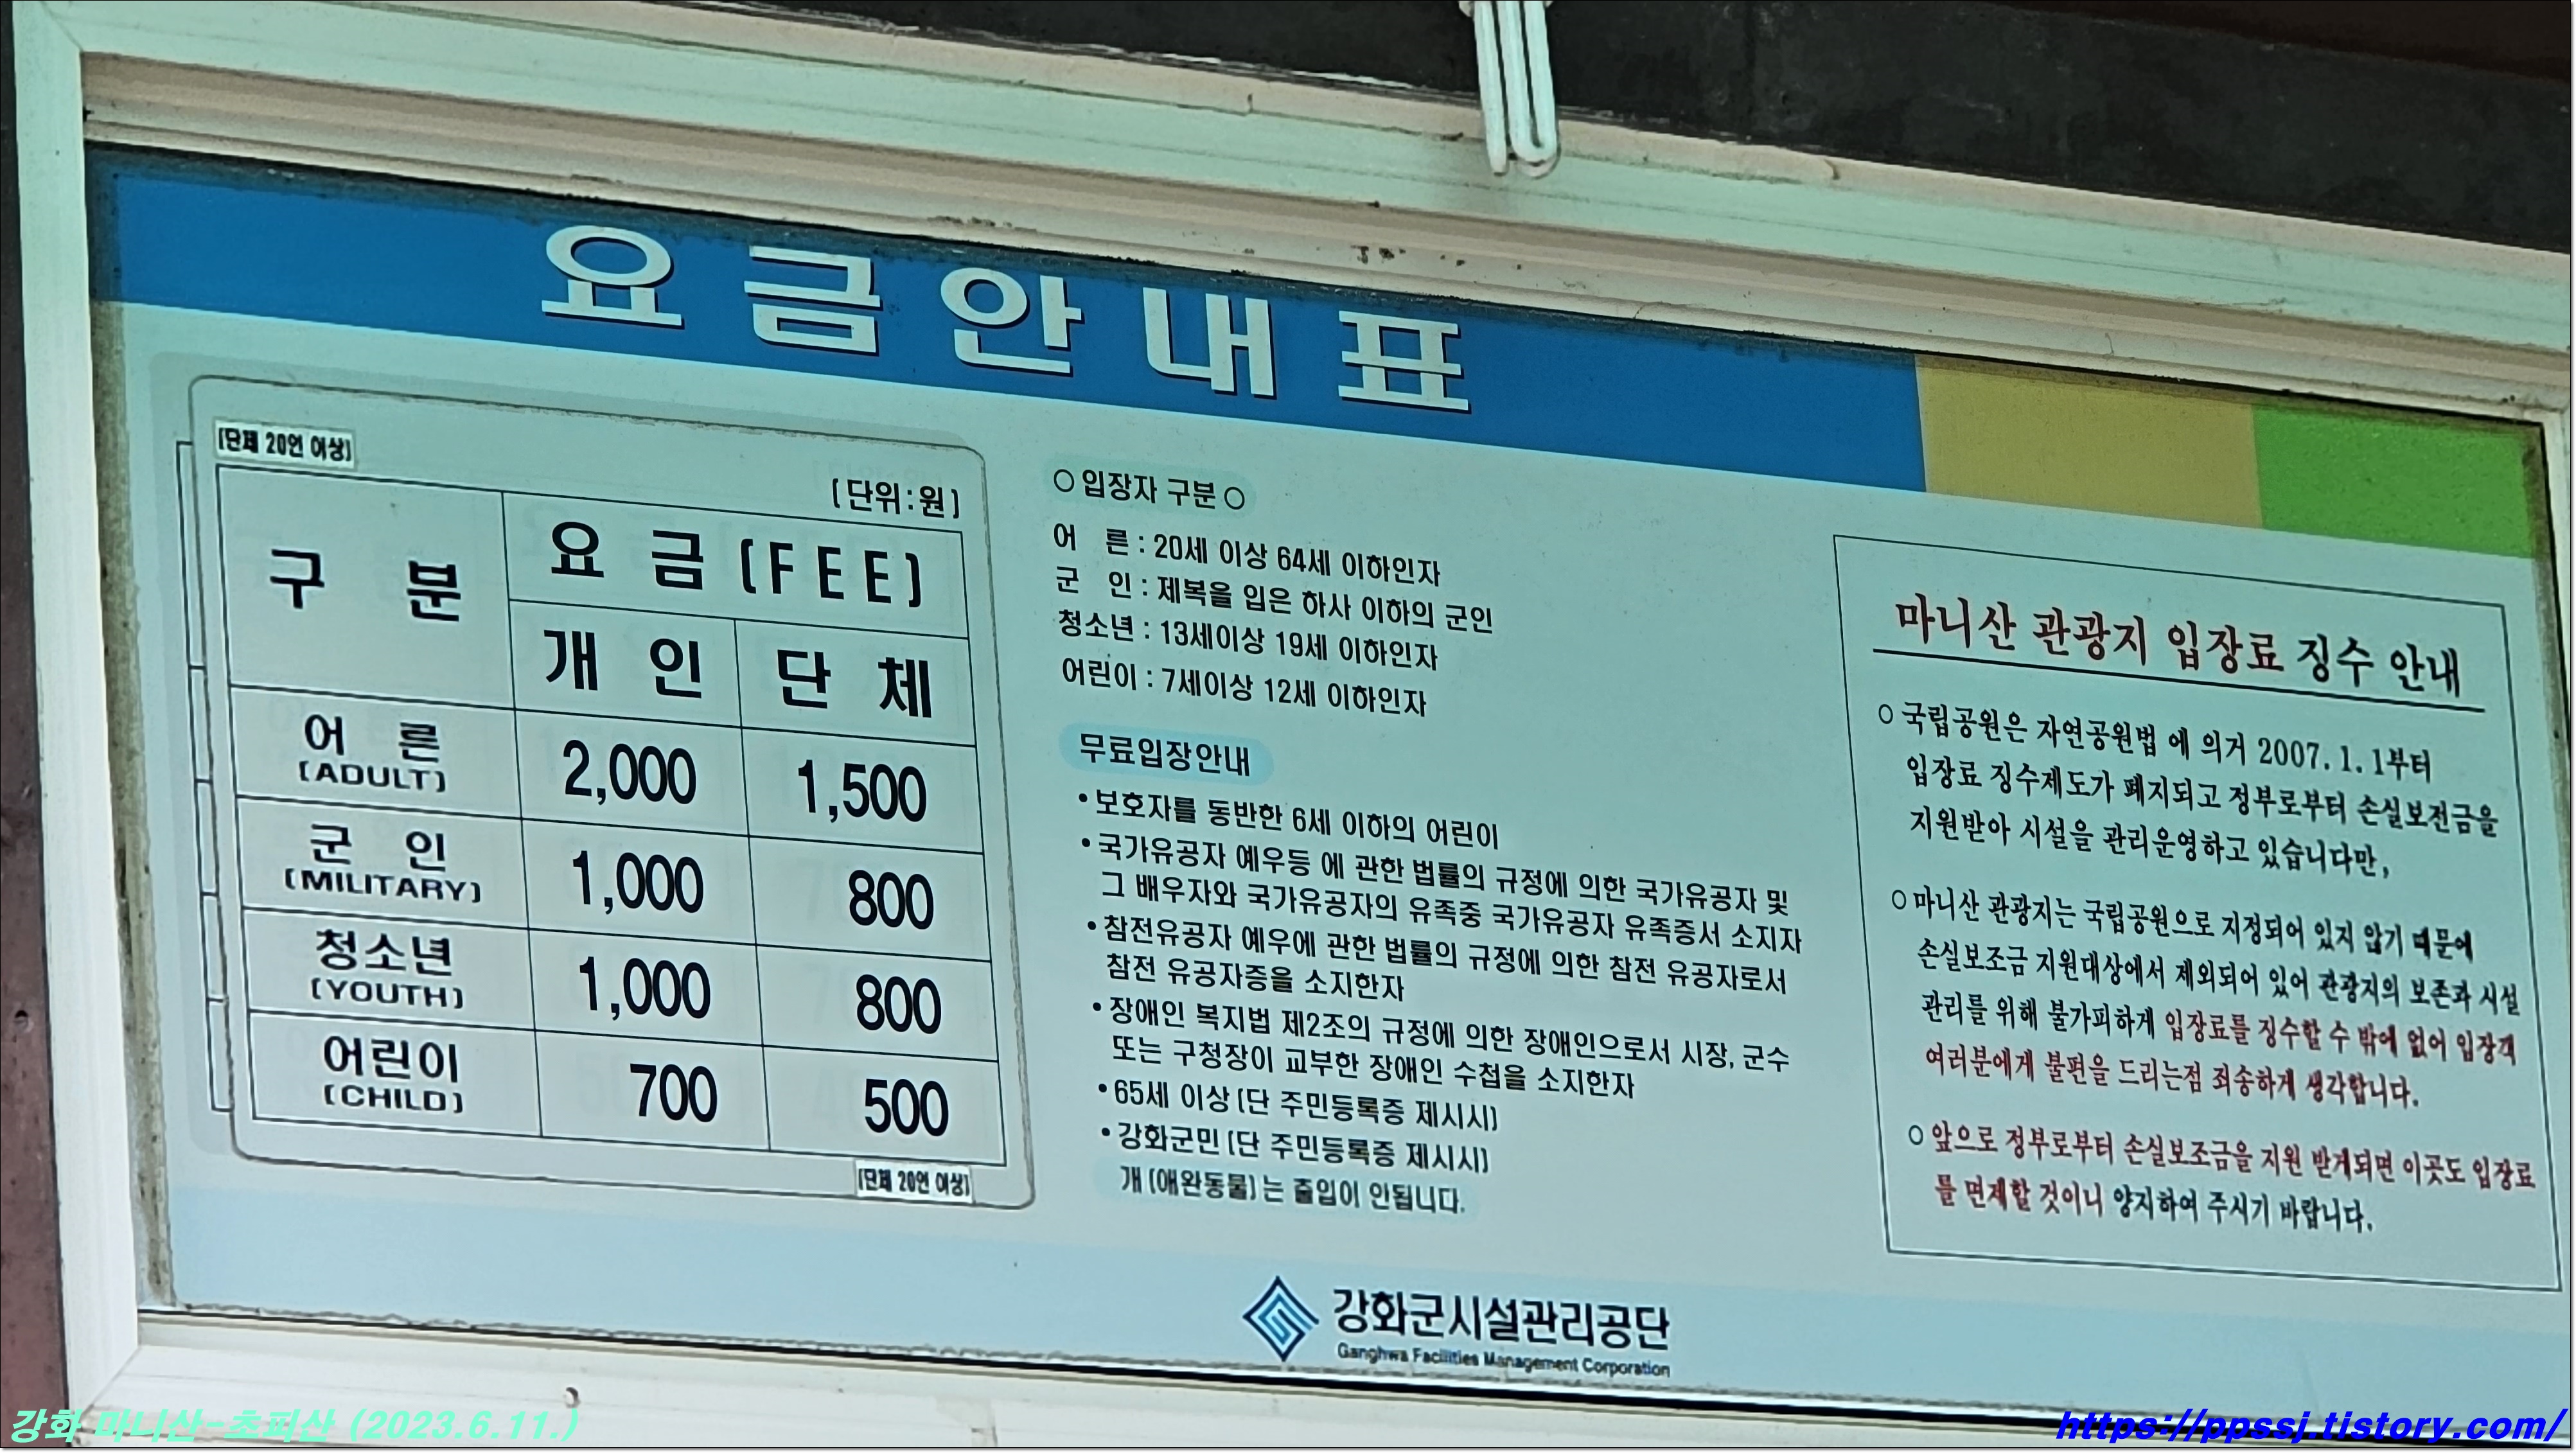 요금안내표
[단체 20인 이상]
[단위:원]
구 분
요 금 [FEE]
개 인
단 체
어 른
(ADULT)
2,000
1,500
군 인
(MILITARY)
1,000
800
청소년
(YOUTH)
1,000
800
어린이
(CHILD)
700
500
[단체 20인 이상]
○ 입장자 구분 ○
어 른 : 20세 이상 64세 이하인자
군 인 : 제복을 입은 하사 이하의 군인
청소년 : 13세이상 19세 이하인자
어린이 : 7세이상 12세 이하인자
무료입장안내
• 보호자를 동반한 6세 이하의 어린이
• 국가유공자 예우등 에 관한 법률의 규정에 의한 국가유공자 및
그 배우자와 국가유공자의 유족중 국가유공자 유족증서 소지자
• 참전유공자 예우에 관한 법률의 규정에 의한 참전 유공자로서
참전 유공자증을 소지한자
• 장애인 복지법 제2조의 규정에 의한 장애인으로서 시장, 군수
또는 구청장이 교부한 장애인 수첩을 소지한자
• 65세 이상 [단 주민등록증 제시시]
• 강화군민 [단 주민등록증 제시시]
개 [애완동물] 는 출입이 안됩니다.
마니산 관광지 입장료 징수 안내
○ 국립공원은 자연공원법 에 의거 2007. 1. 1부터
입장료 징수제도가 폐지되고 정부로부터 손실보전금을
지원받아 시설을 관리운영하고 있습니다만,
○ 마니산 관광지는 국립공원으로 지정되어 있지 않기 때문에
손실보조금 지원대상에서 제외되어 있어 관광지의 보존과 시설
관리를 위해 불가피하게 입장료를 징수할 수 밖에 없어 입장객
여러분에게 불편을 드리는점 죄송하게 생각합니다.
○ 앞으로 정부로부터 손실보조금을 지원 받게되면 이곳도 입장료
를 면제할 것이니 양지하여 주시기 바랍니다.
강화군시설관리공단
Ganghwa Facilities Management Corporation
강화 마니산-초피산 (2023.6.11.)
https://ppssj.tistory.com/